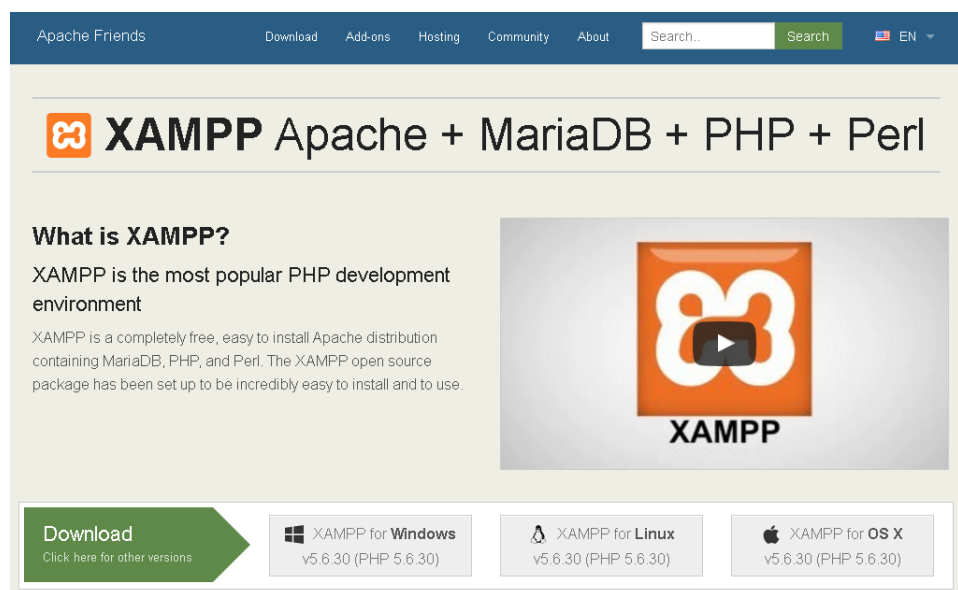 Apache Friends Download Add-ons Hosting Community About Search.. Search EN
XAMPP Apache + MariaDB + PHP + Perl
What is XAMPP?
XAMPP is the most popular PHP development
environment
XAMPP is a completely free, easy to install Apache distribution
containing MariaDB, PHP, and Perl. The XAMPP open source
package has been set up to be incredibly easy to install and to use.
XAMPP
Download
Click here for other versions
XAMPP for Windows
v5.6.30 (PHP 5.6.30)
XAMPP for Linux
v5.6.30 (PHP 5.6.30)
XAMPP for OS X
v5.6.30 (PHP 5.6.30)